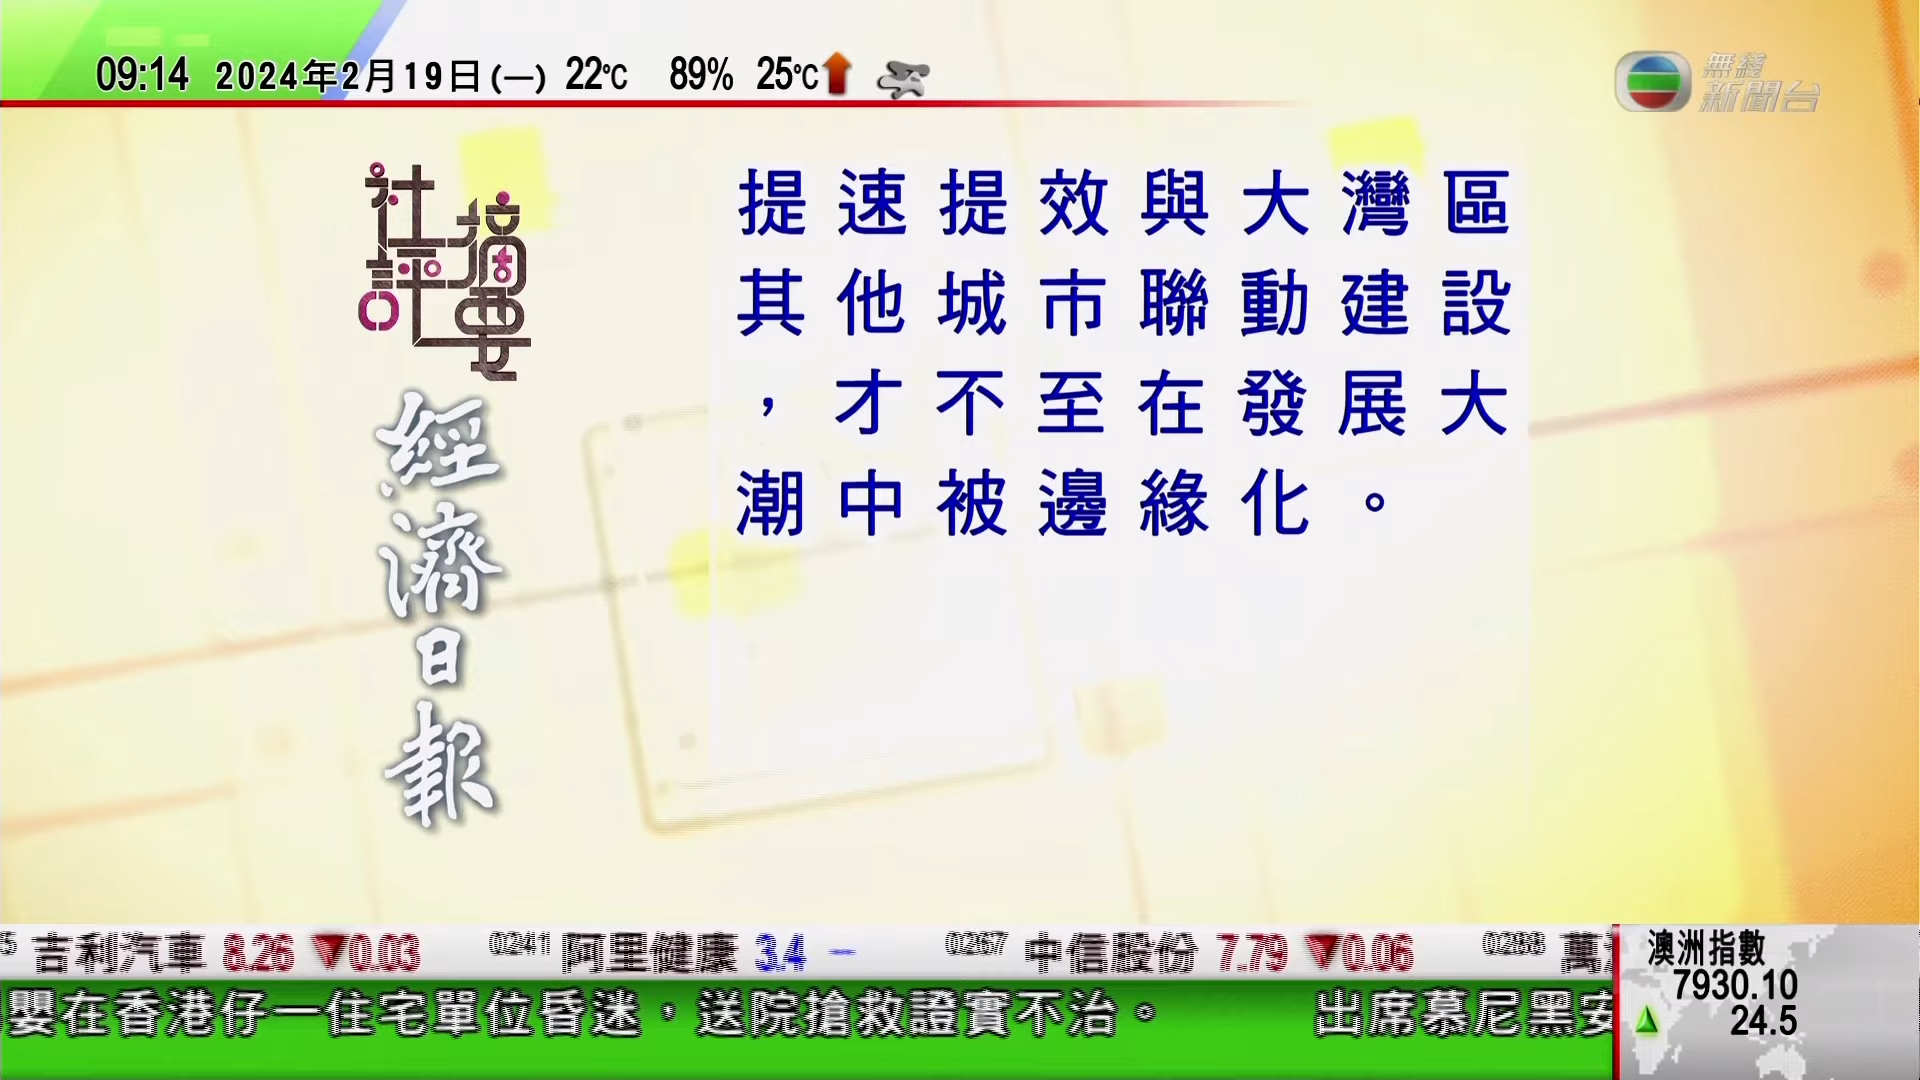 09:14 2024年2月19日(一) 22℃ 89% 25℃
無綫
新聞台
社評摘要
經濟日報
提速提效與大灣區
其他城市聯動建設
，才不至在發展大
潮中被邊緣化。
5 吉利汽車 8.26 ▼0.03 0241 阿里健康 3.4 – 0267 中信股份 7.79 ▼0.06 0288 萬
嬰在香港仔一住宅單位昏迷，送院搶救證實不治。 出席慕尼黑安
澳洲指數
7930.10
▲ 24.5